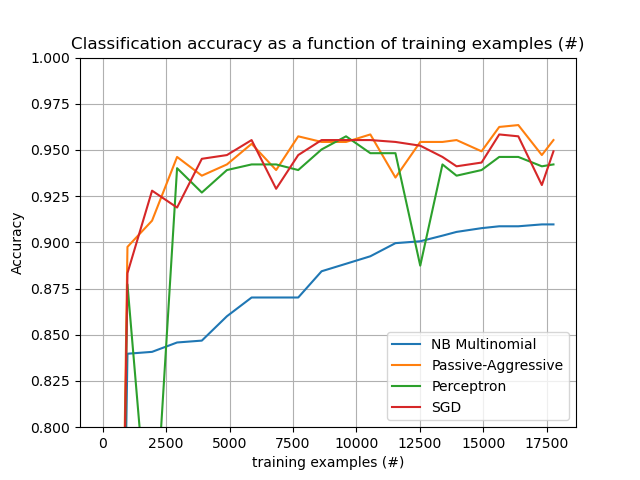 Classification accuracy as a function of training examples (#)
1.000
0.975
0.950
0.925
0.900
0.875
0.850
0.825
0.800
Accuracy
NB Multinomial
Passive-Aggressive
Perceptron
SGD
0 2500 5000 7500 10000 12500 15000 17500
training examples (#)